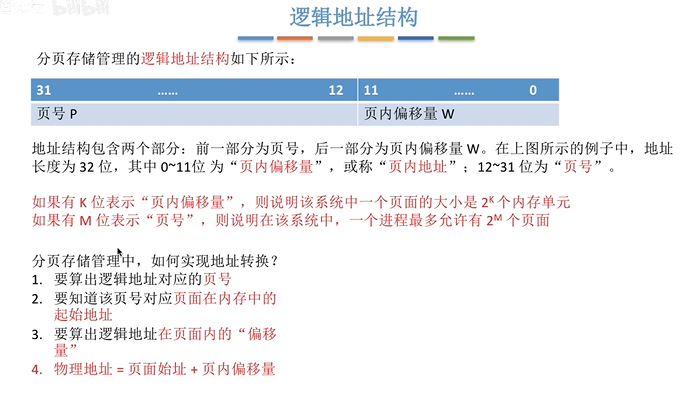 逻辑地址结构
分页存储管理的逻辑地址结构如下所示：
31 …… 12 11 …… 0
页号 P 页内偏移量 W
地址结构包含两个部分：前一部分为页号，后一部分为页内偏移量 W。在上图所示的例子中，地址
长度为 32 位，其中 0~11位 为“页内偏移量”，或称“页内地址”；12~31 位为“页号”。
如果有 K 位表示“页内偏移量”，则说明该系统中一个页面的大小是 2ᴷ 个内存单元
如果有 M 位表示“页号”，则说明在该系统中，一个进程最多允许有 2ᴹ 个页面
分页存储管理中，如何实现地址转换？
1. 要算出逻辑地址对应的页号
2. 要知道该页号对应页面在内存中的
起始地址
3. 要算出逻辑地址在页面内的“偏移
量”
4. 物理地址 = 页面始址 + 页内偏移量